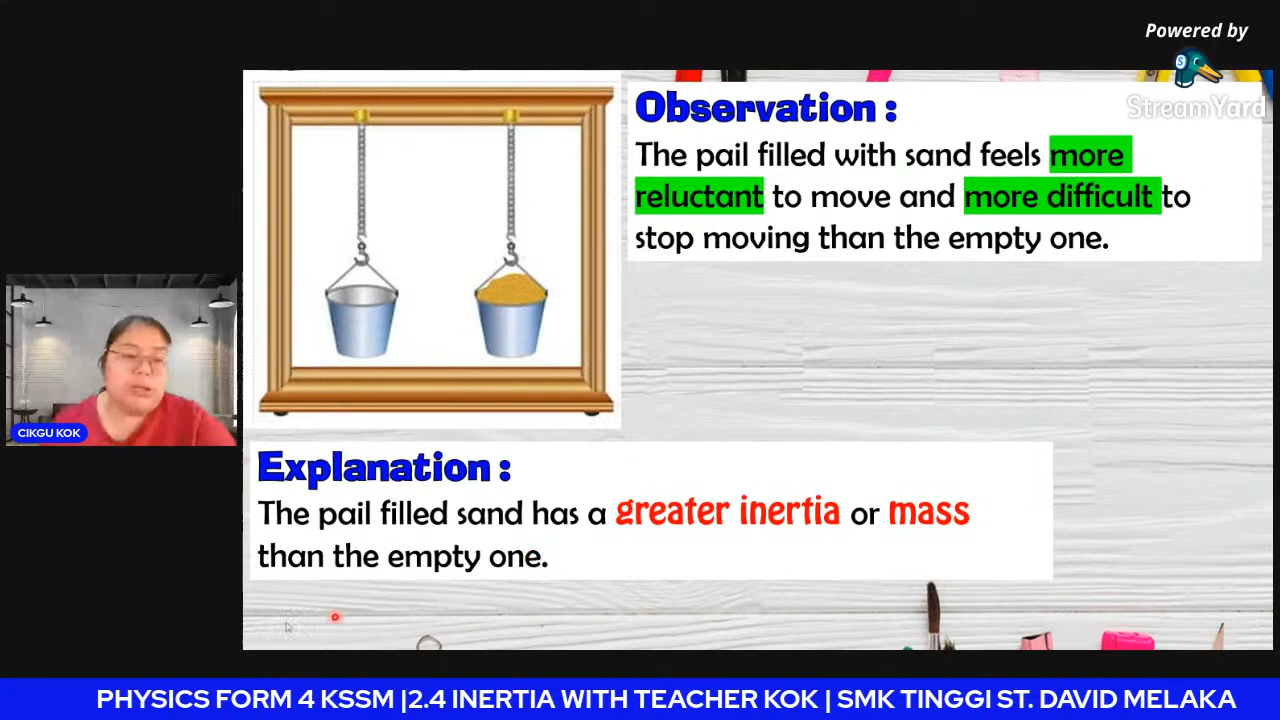 Powered by
S
StreamYard
Observation :
The pail filled with sand feels more
reluctant to move and more difficult to
stop moving than the empty one.
CIKGU KOK
Explanation :
The pail filled sand has a greater inertia or mass
than the empty one.
PHYSICS FORM 4 KSSM |2.4 INERTIA WITH TEACHER KOK | SMK TINGGI ST. DAVID MELAKA